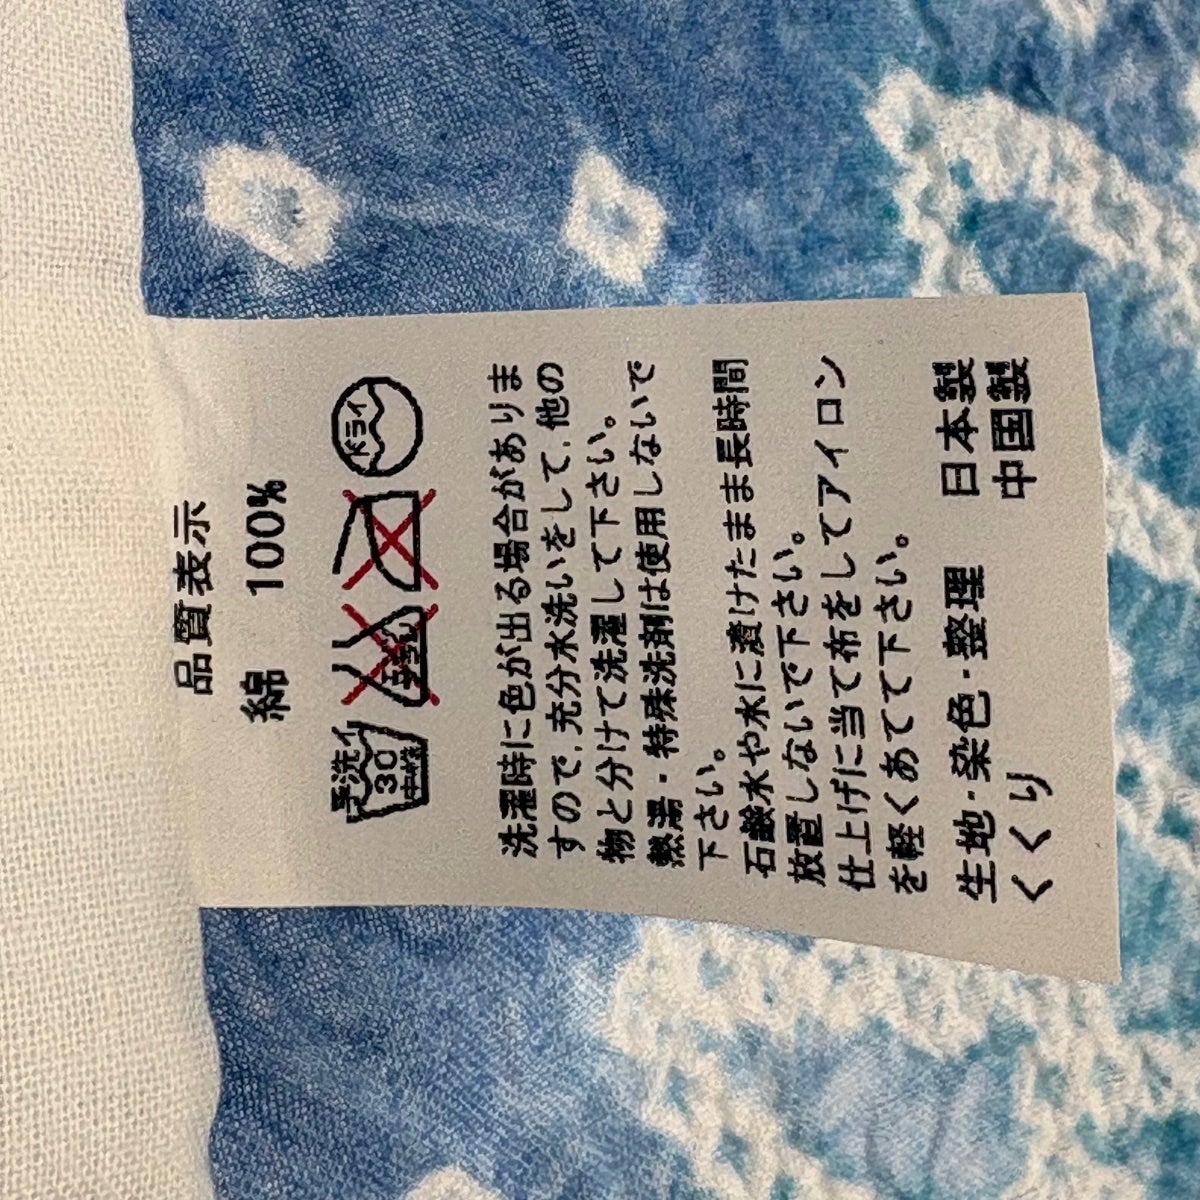 品質表示
綿 100%
手洗イ
30
中性
エンソサラシ
ドライ
洗濯時に色が出る場合がありま
すので、充分水洗いをして、他の
物と分けて洗濯して下さい。
熱湯・特殊洗剤は使用しないで
下さい。
石鹸水や水に漬けたまま長時間
放置しないで下さい。
仕上げに当て布をしてアイロン
を軽くあてて下さい。
生地・染色・整理 日本製
くくり 中国製